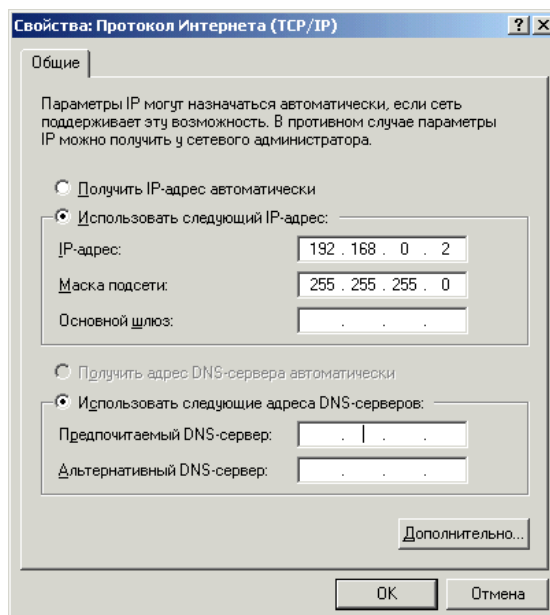 Свойства: Протокол Интернета (TCP/IP)
Общие
Параметры IP могут назначаться автоматически, если сеть
поддерживает эту возможность. В противном случае параметры
IP можно получить у сетевого администратора.
Получить IP-адрес автоматически
Использовать следующий IP-адрес:
IP-адрес: 192 . 168 . 0 . 2
Маска подсети: 255 . 255 . 255 . 0
Основной шлюз: . . .
Получить адрес DNS-сервера автоматически
Использовать следующие адреса DNS-серверов:
Предпочитаемый DNS-сервер: . . .
Альтернативный DNS-сервер: . . .
Дополнительно...
OK Отмена